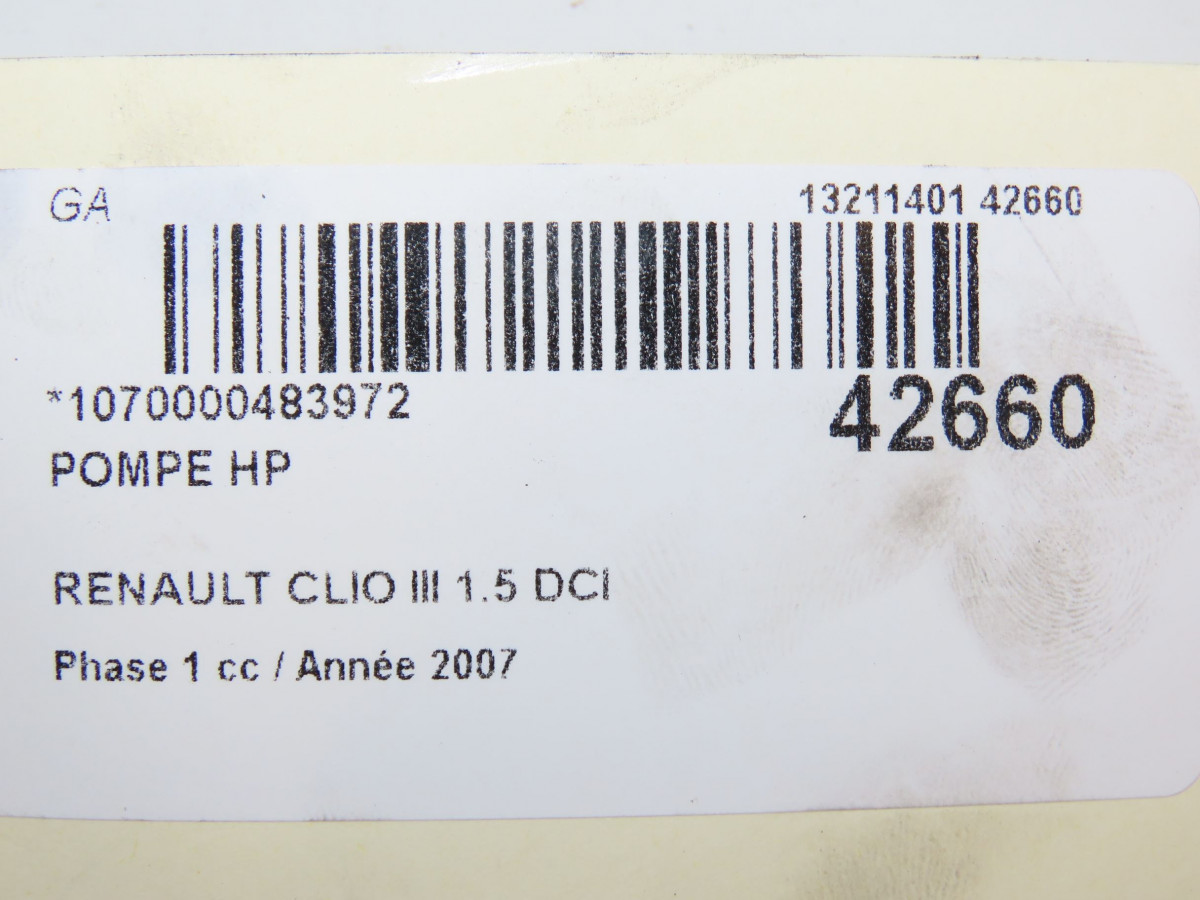 GA
13211401 42660
*1070000483972
42660
POMPE HP
RENAULT CLIO III 1.5 DCI
Phase 1 cc / Année 2007